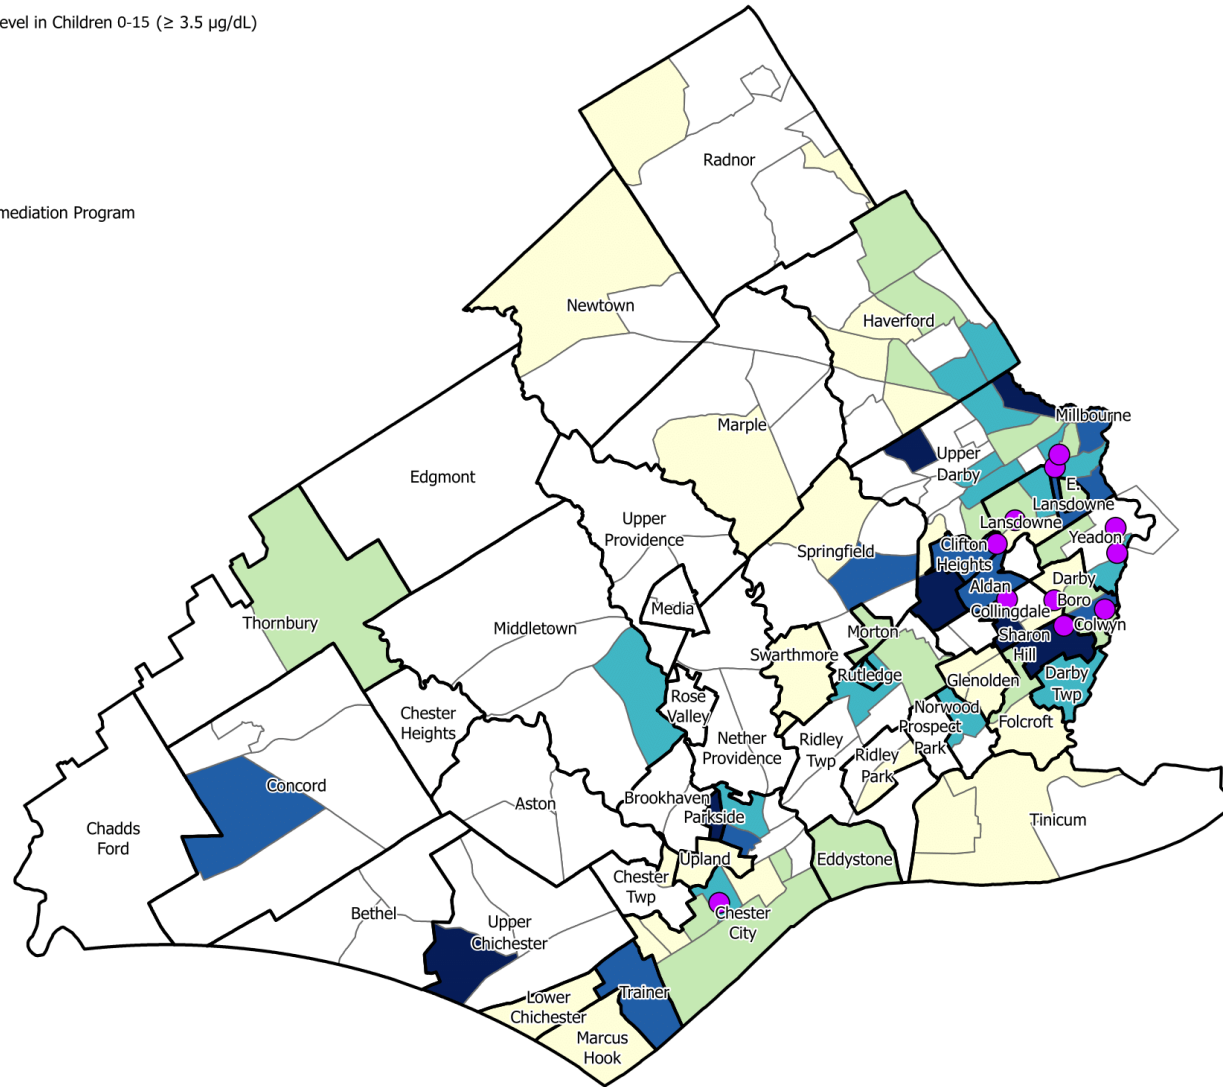 evel in Children 0-15 (≥ 3.5 µg/dL)
mediation Program
Radnor
Newtown
Haverford
Marple
Millbourne
Edgmont
Upper
Darby
E.
Lansdowne
Upper
Providence
Lansdowne
Yeadon
Springfield
Clifton
Heights
Darby
Boro
Aldan
Media
Collingdale
Colwyn
Thornbury
Middletown
Morton
Sharon
Hill
Swarthmore
Rutledge
Glenolden
Darby
Twp
Rose
Valley
Chester
Heights
Norwood
Prospect
Park
Folcroft
Nether
Providence
Ridley
Twp
Ridley
Park
Concord
Aston
Brookhaven
Parkside
Tinicum
Chadds
Ford
Upland
Eddystone
Chester
Twp
Bethel
Upper
Chichester
Chester
City
Trainer
Lower
Chichester
Marcus
Hook